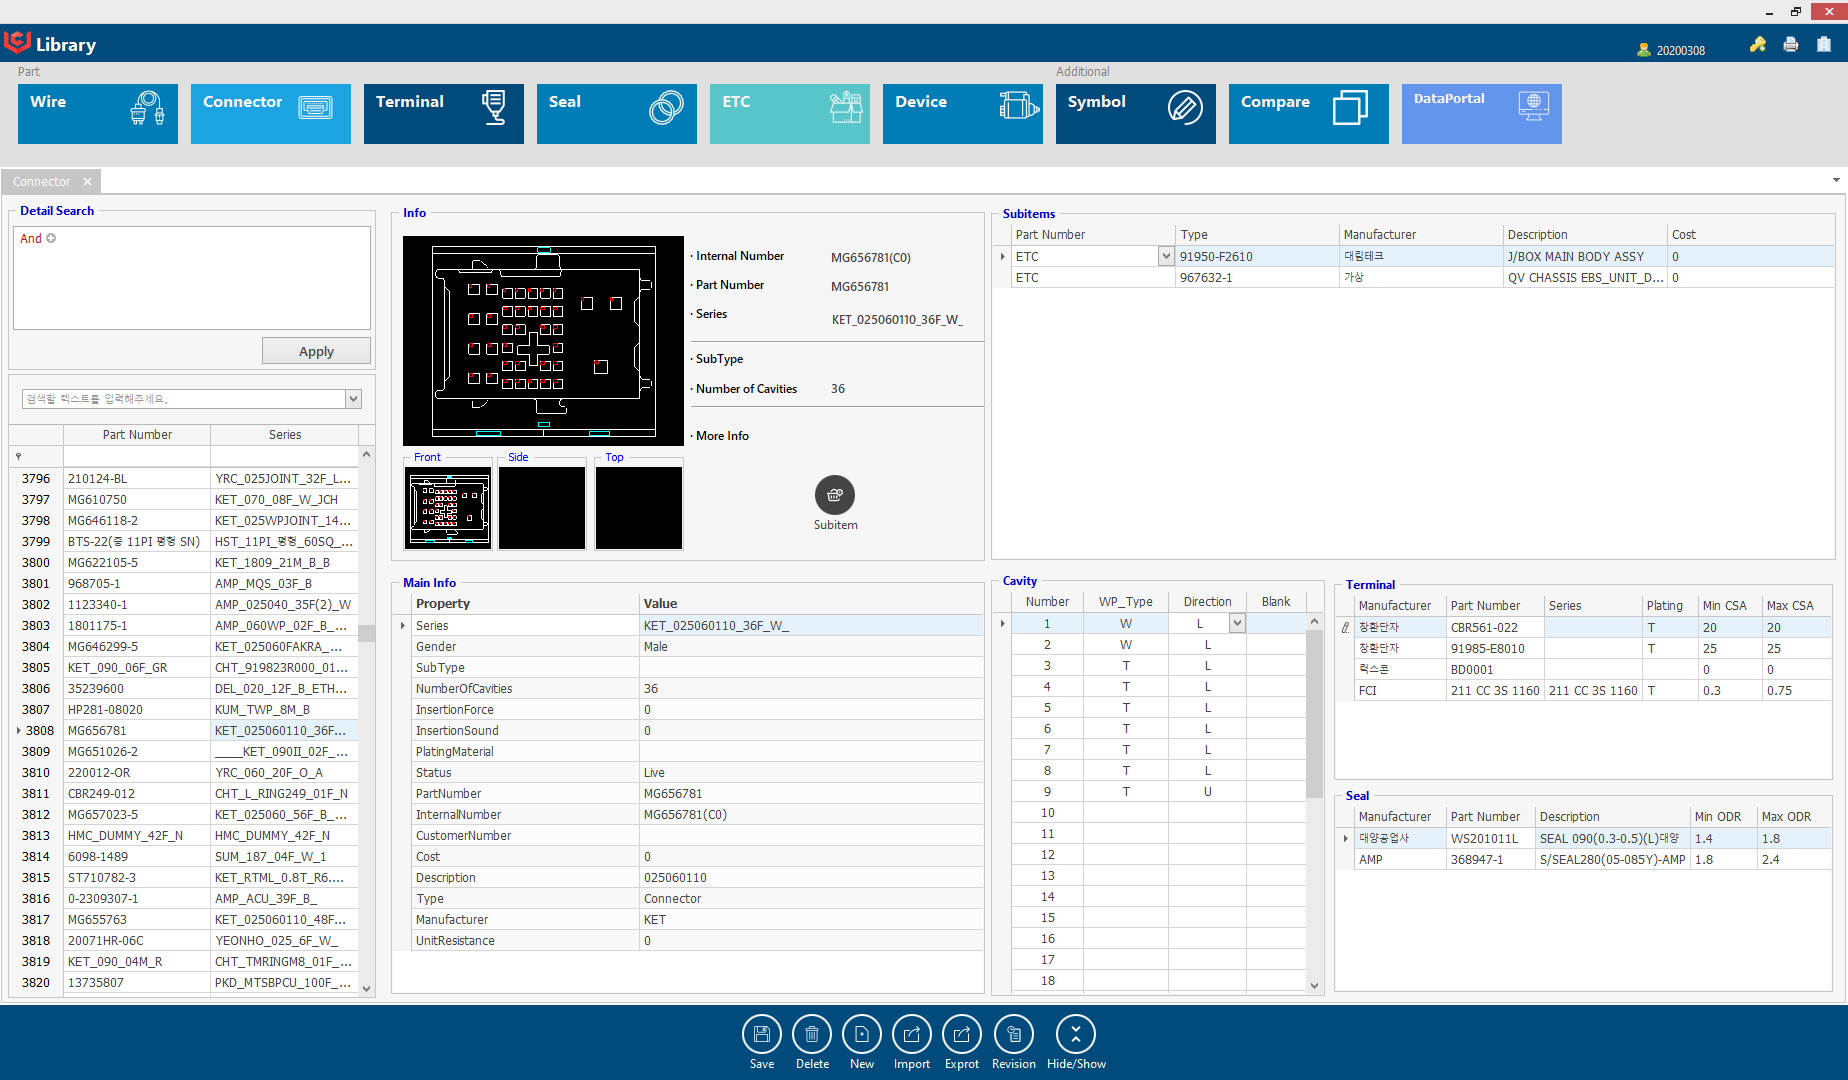 Library
20200308
Part
Additional
Wire
Connector
Terminal
Seal
ETC
Device
Symbol
Compare
DataPortal
Connector
Detail Search
And
Apply
검색할 텍스트를 입력해주세요.
Part Number Series
3796 210124-BL YRC_025JOINT_32F_L...
3797 MG610750 KET_070_08F_W_JCH
3798 MG646118-2 KET_025WPJOINT_14...
3799 BTS-22(중 11PI 평형 SN) HST_11PI_평형_60SQ_...
3800 MG622105-5 KET_1809_21M_B_B
3801 968705-1 AMP_MQS_03F_B
3802 1123340-1 AMP_025040_35F(2)_W
3803 1801175-1 AMP_060WP_02F_B_...
3804 MG646299-5 KET_025060FAKRA_...
3805 KET_090_06F_GR CHT_919823R000_01...
3806 35239600 DEL_020_12F_B_ETH...
3807 HP281-08020 KUM_TWP_8M_B
3808 MG656781 KET_025060110_36F...
3809 MG651026-2 ____KET_090II_02F_...
3810 220012-OR YRC_060_20F_O_A
3811 CBR249-012 CHT_L_RING249_01F_N
3812 MG657023-5 KET_025060_56F_B_...
3813 HMC_DUMMY_42F_N HMC_DUMMY_42F_N
3814 6098-1489 SUM_187_04F_W_1
3815 ST710782-3 KET_RTML_0.8T_R6....
3816 0-2309307-1 AMP_ACU_39F_B_
3817 MG655763 KET_025060110_48F...
3818 20071HR-06C YEONHO_025_6F_W_
3819 KET_090_04M_R CHT_TMRINGM8_01F_...
3820 13735807 PKD_MTSBPCU_100F_...
Info
· Internal Number MG656781(C0)
· Part Number MG656781
· Series KET_025060110_36F_W_
· SubType
· Number of Cavities 36
· More Info
Front Side Top
Subitem
Subitems
Part Number Type Manufacturer Description Cost
ETC 91950-F2610 대림테크 J/BOX MAIN BODY ASSY 0
ETC 967632-1 가상 QV CHASSIS EBS_UNIT_D... 0
Main Info
Property Value
Series KET_025060110_36F_W_
Gender Male
SubType
NumberOfCavities 36
InsertionForce 0
InsertionSound 0
PlatingMaterial
Status Live
PartNumber MG656781
InternalNumber MG656781(C0)
CustomerNumber
Cost 0
Description 025060110
Type Connector
Manufacturer KET
UnitResistance 0
Cavity
Number WP_Type Direction Blank
1 W L
2 W L
3 T L
4 T L
5 T L
6 T L
7 T L
8 T L
9 T U
10
11
12
13
14
15
16
17
18
Terminal
Manufacturer Part Number Series Plating Min CSA Max CSA
창환단자 CBR561-022 T 20 20
창환단자 91985-E8010 T 25 25
럭스콘 BD0001 0 0
FCI 211 CC 3S 1160 211 CC 3S 1160 T 0.3 0.75
Seal
Manufacturer Part Number Description Min ODR Max ODR
대양공업사 WS201011L SEAL 090(0.3-0.5)(L)대양 1.4 1.8
AMP 368947-1 S/SEAL280(05-085Y)-AMP 1.8 2.4
Save
Delete
New
Import
Exprot
Revision
Hide/Show